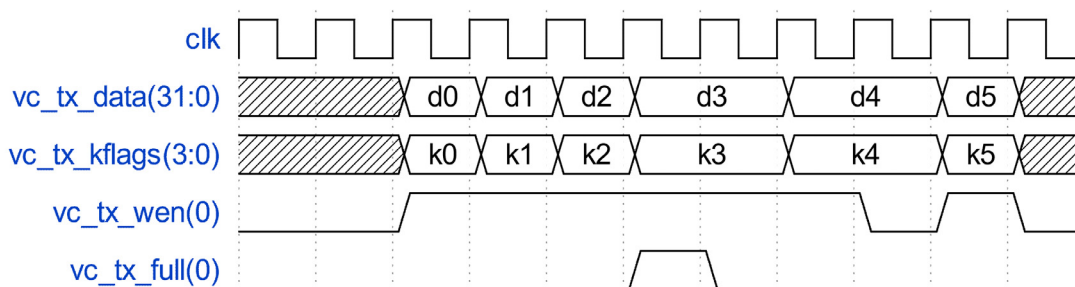 clk
vc_tx_data(31:0) d0 d1 d2 d3 d4 d5
vc_tx_kflags(3:0) k0 k1 k2 k3 k4 k5
vc_tx_wen(0)
vc_tx_full(0)